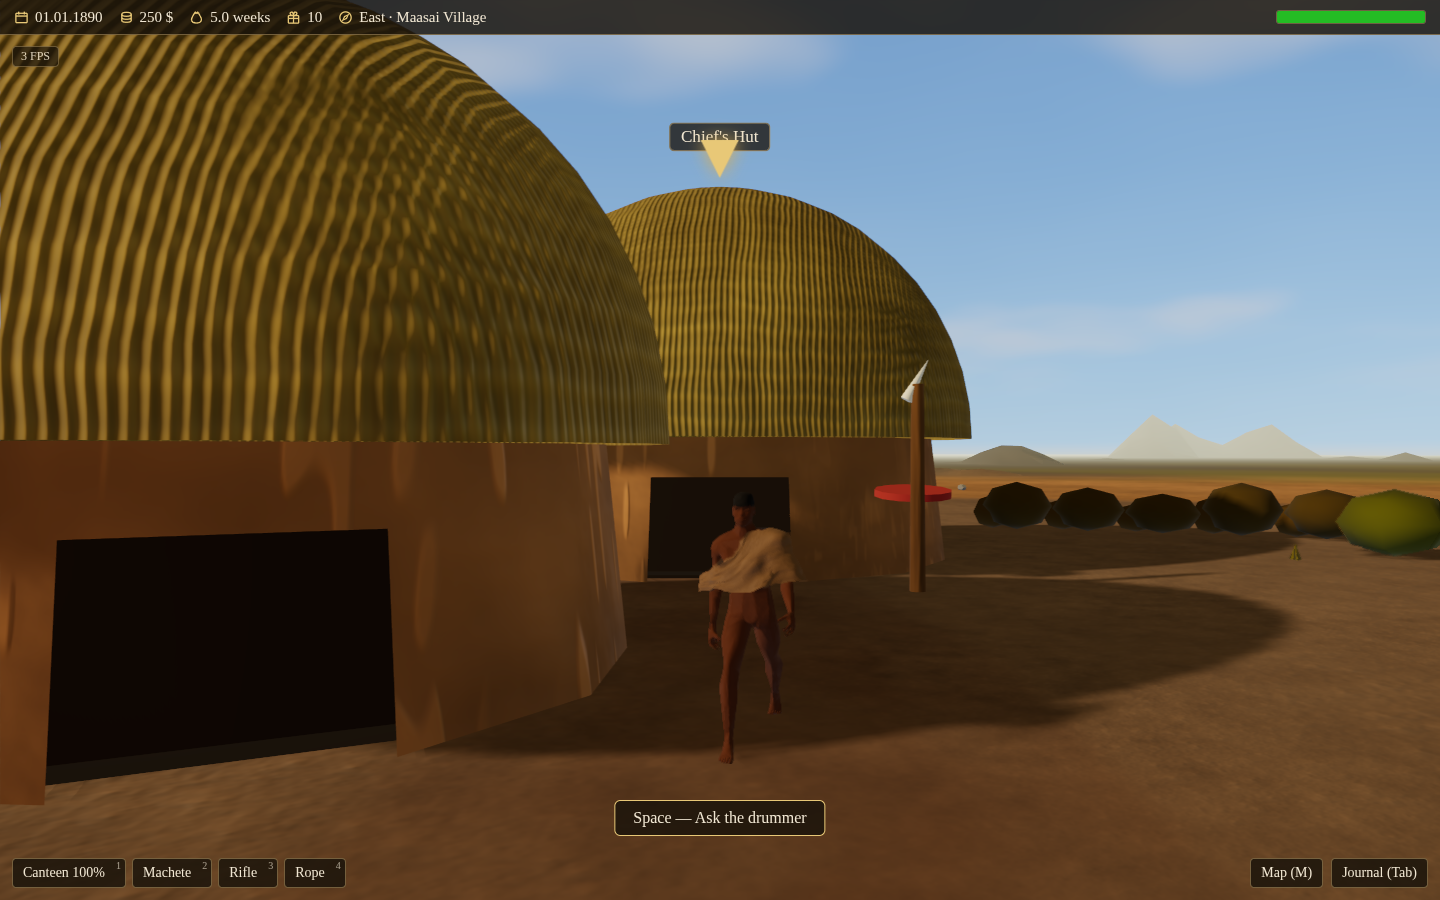 01.01.1890 250 $ 5.0 weeks 10 East · Maasai Village
3 FPS
Chief's Hut
Space — Ask the drummer
Canteen 100% 1 Machete 2 Rifle 3 Rope 4 Map (M) Journal (Tab)